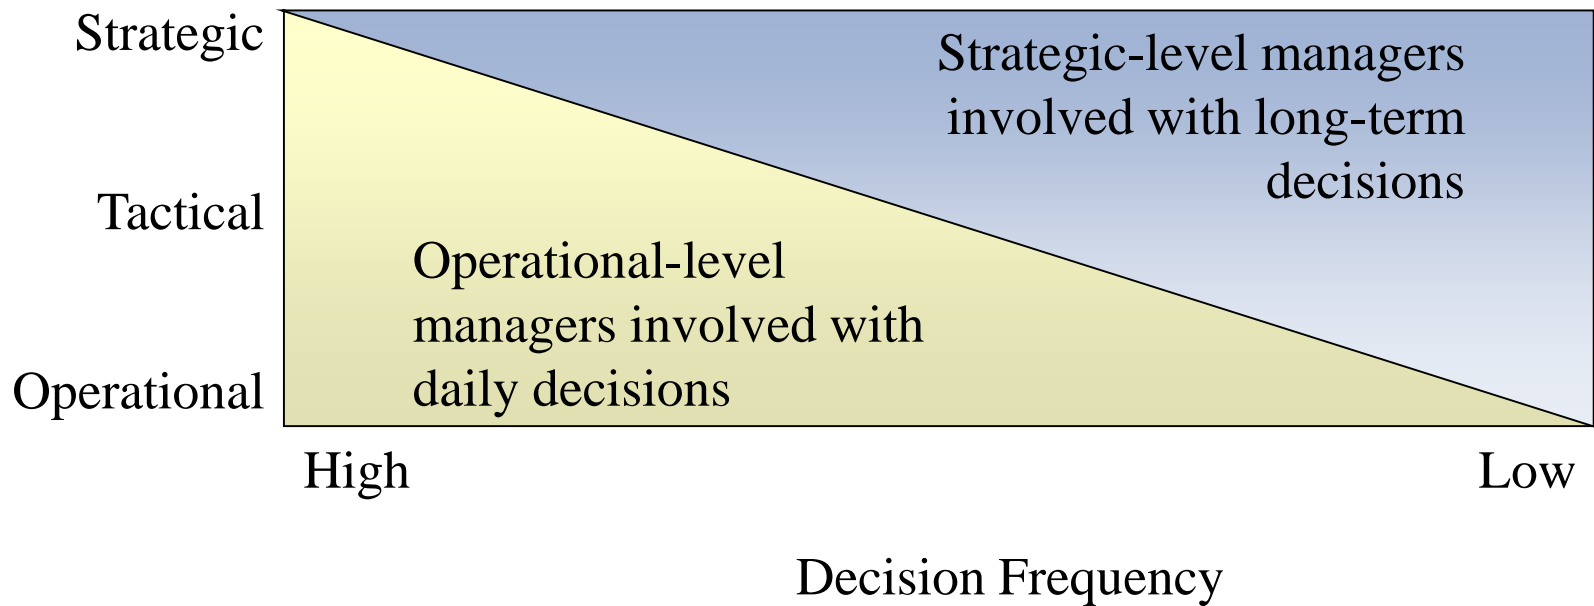 Strategic
Strategic-level managers
involved with long-term
decisions
Tactical
Operational-level
managers involved with
daily decisions
Operational
High
Low
Decision Frequency